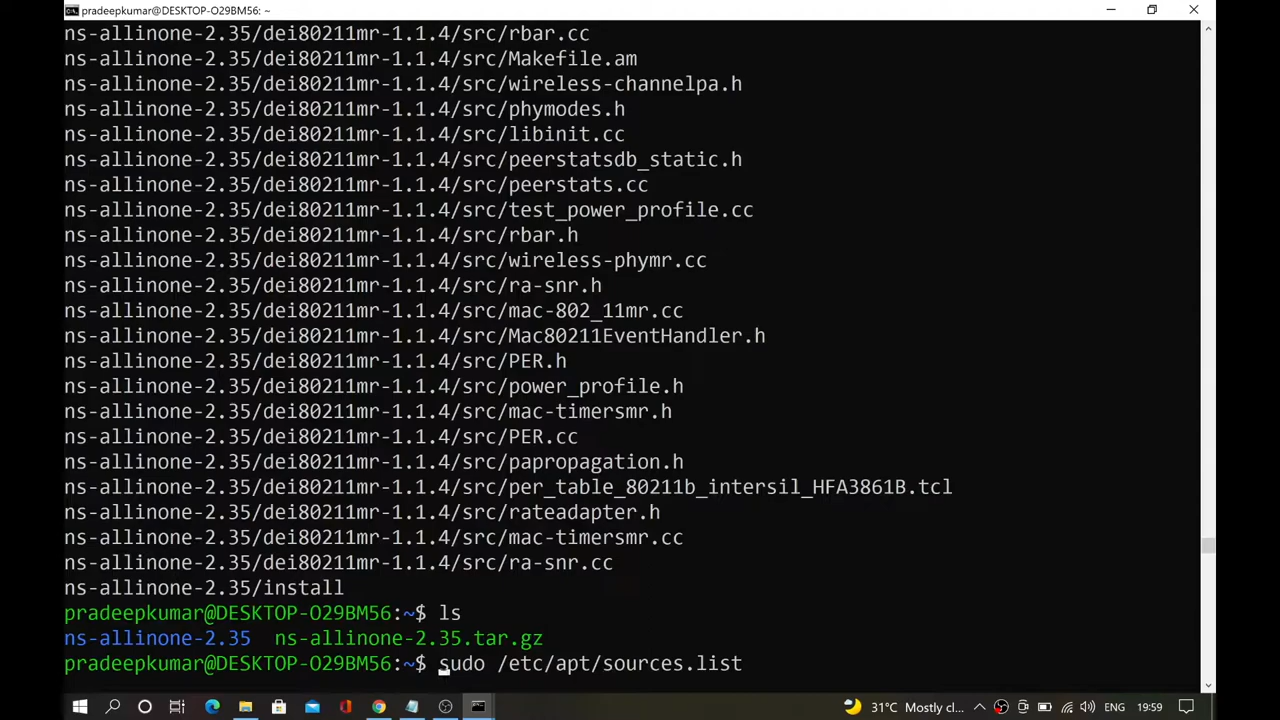 pradeepkumar@DESKTOP-O29BM56: ~
ns-allinone-2.35/dei80211mr-1.1.4/src/rbar.cc
ns-allinone-2.35/dei80211mr-1.1.4/src/Makefile.am
ns-allinone-2.35/dei80211mr-1.1.4/src/wireless-channelpa.h
ns-allinone-2.35/dei80211mr-1.1.4/src/phymodes.h
ns-allinone-2.35/dei80211mr-1.1.4/src/libinit.cc
ns-allinone-2.35/dei80211mr-1.1.4/src/peerstatsdb_static.h
ns-allinone-2.35/dei80211mr-1.1.4/src/peerstats.cc
ns-allinone-2.35/dei80211mr-1.1.4/src/test_power_profile.cc
ns-allinone-2.35/dei80211mr-1.1.4/src/rbar.h
ns-allinone-2.35/dei80211mr-1.1.4/src/wireless-phymr.cc
ns-allinone-2.35/dei80211mr-1.1.4/src/ra-snr.h
ns-allinone-2.35/dei80211mr-1.1.4/src/mac-802_11mr.cc
ns-allinone-2.35/dei80211mr-1.1.4/src/Mac80211EventHandler.h
ns-allinone-2.35/dei80211mr-1.1.4/src/PER.h
ns-allinone-2.35/dei80211mr-1.1.4/src/power_profile.h
ns-allinone-2.35/dei80211mr-1.1.4/src/mac-timersmr.h
ns-allinone-2.35/dei80211mr-1.1.4/src/PER.cc
ns-allinone-2.35/dei80211mr-1.1.4/src/papropagation.h
ns-allinone-2.35/dei80211mr-1.1.4/src/per_table_80211b_intersil_HFA3861B.tcl
ns-allinone-2.35/dei80211mr-1.1.4/src/rateadapter.h
ns-allinone-2.35/dei80211mr-1.1.4/src/mac-timersmr.cc
ns-allinone-2.35/dei80211mr-1.1.4/src/ra-snr.cc
ns-allinone-2.35/install
pradeepkumar@DESKTOP-O29BM56:~$ ls
ns-allinone-2.35  ns-allinone-2.35.tar.gz
pradeepkumar@DESKTOP-O29BM56:~$ sudo /etc/apt/sources.list
31°C Mostly cl... ENG 19:59